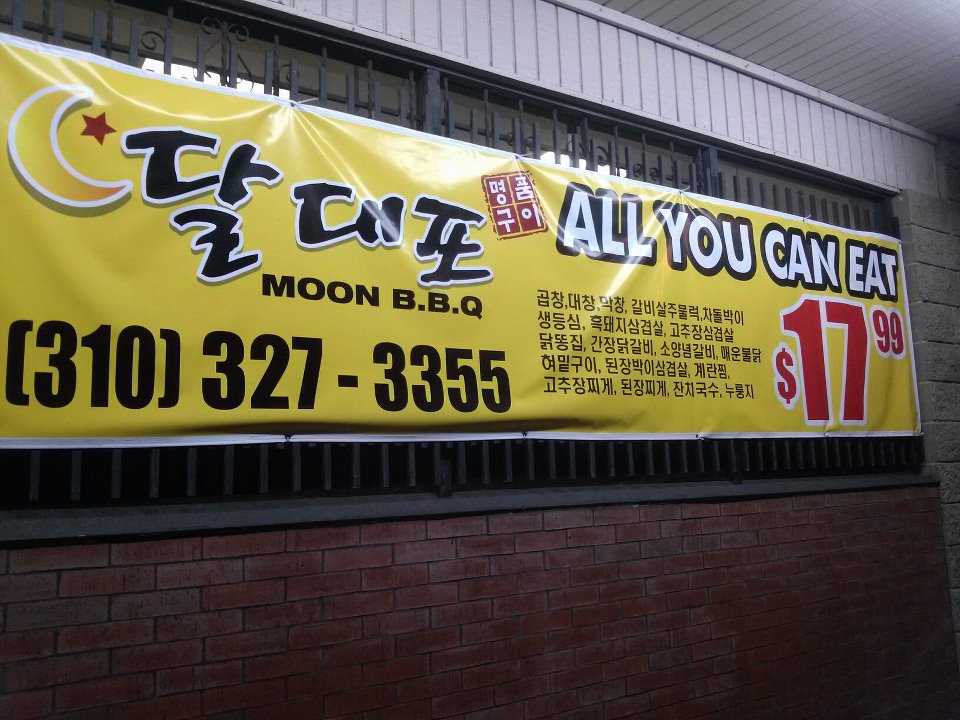 달 대포
명품
구이
MOON B.B.Q
(310) 327 - 3355
ALL YOU CAN EAT
$17 99
곱창,대창,막창, 갈비살주물럭,차돌박이
생등심, 흑돼지삼겹살, 고추장삼겹살
닭똥집, 간장닭갈비, 소양념갈비, 매운불닭
혀밑구이, 된장박이삼겹살, 계란찜,
고추장찌게, 된장찌게, 잔치국수, 누룽지